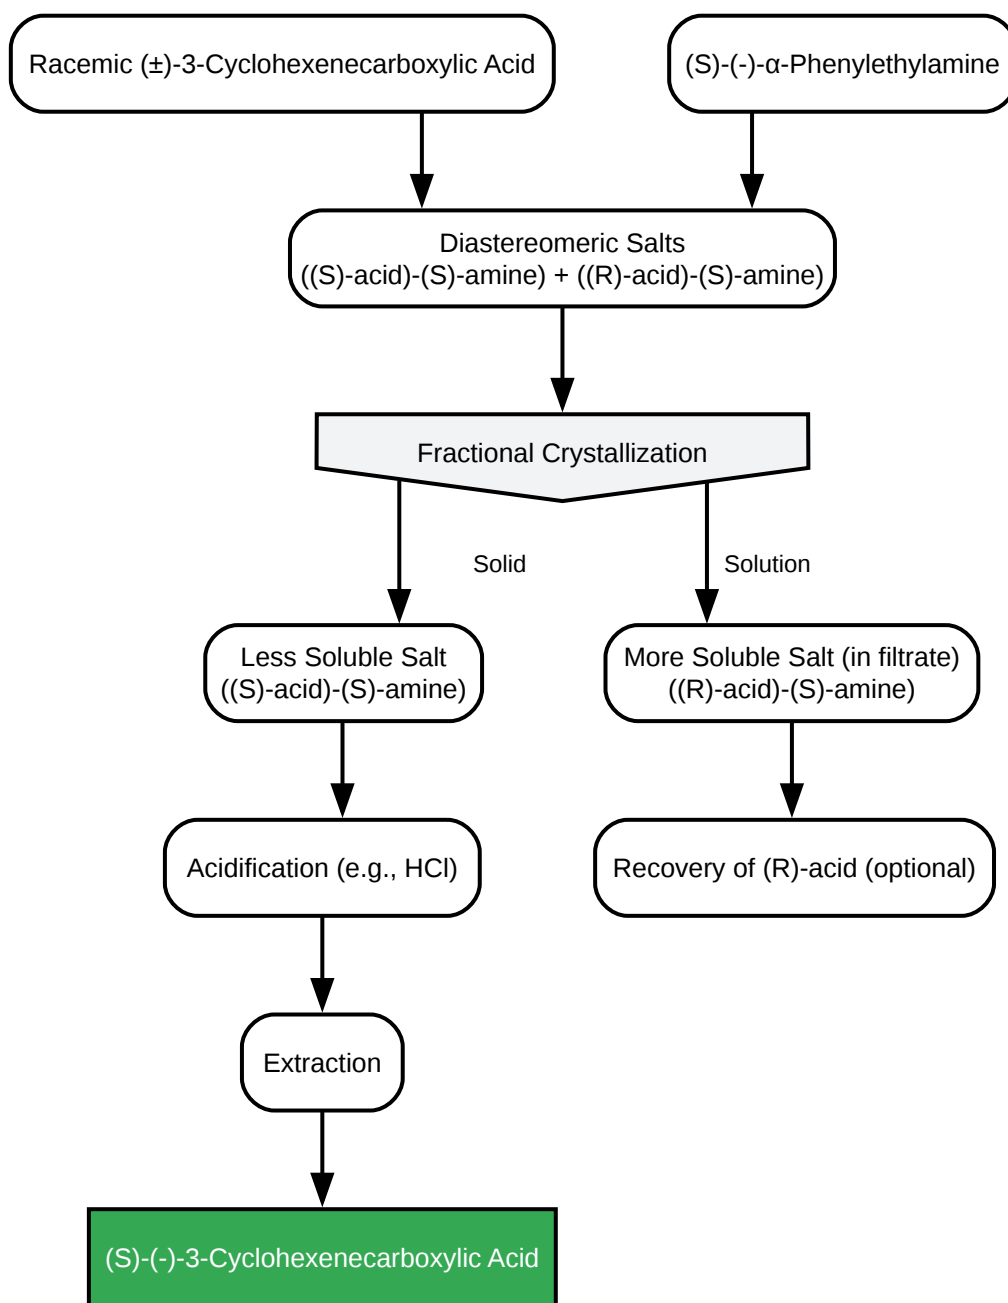 Racemic (±)-3-Cyclohexenecarboxylic Acid
(S)-(-)-α-Phenylethylamine
Diastereomeric Salts
((S)-acid)-(S)-amine) + ((R)-acid)-(S)-amine)
Fractional Crystallization
Solid
Solution
Less Soluble Salt
((S)-acid)-(S)-amine)
More Soluble Salt (in filtrate)
((R)-acid)-(S)-amine)
Acidification (e.g., HCl)
Recovery of (R)-acid (optional)
Extraction
(S)-(-)-3-Cyclohexenecarboxylic Acid